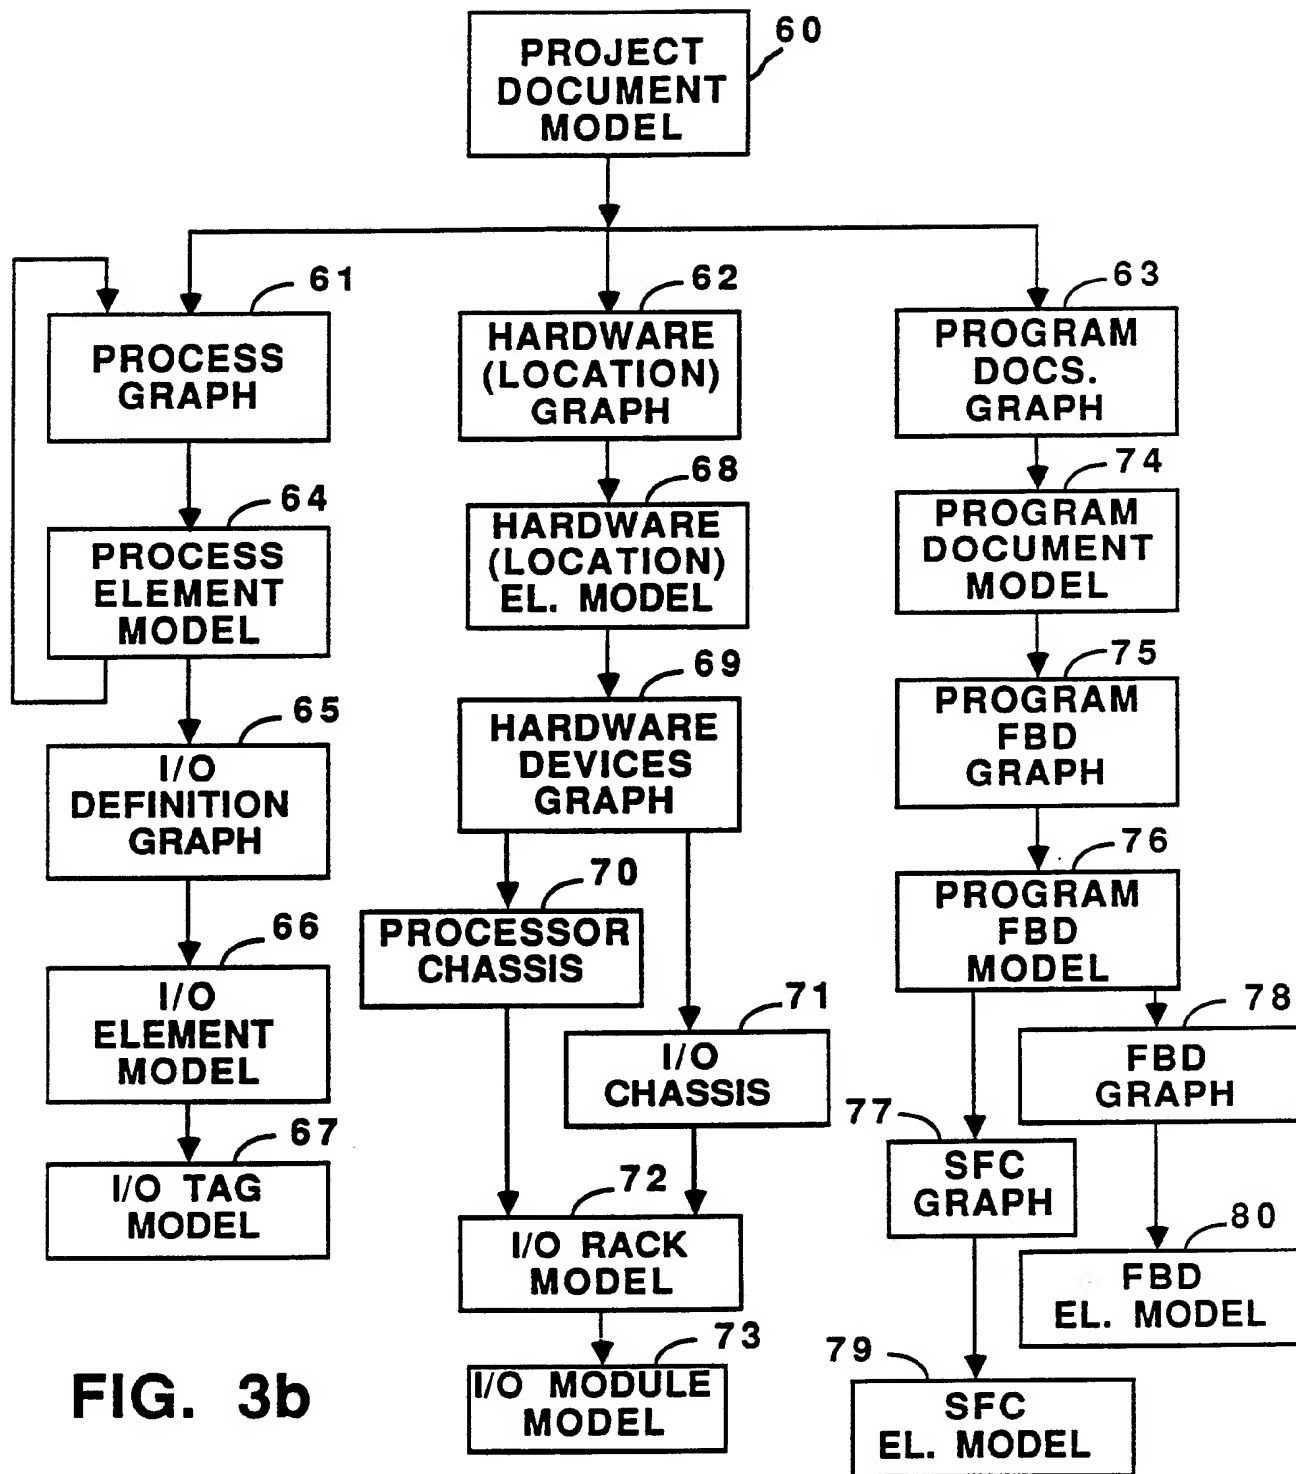 60
PROJECT
DOCUMENT
MODEL
61
PROCESS
GRAPH
62
HARDWARE
(LOCATION)
GRAPH
63
PROGRAM
DOCS.
GRAPH
64
PROCESS
ELEMENT
MODEL
68
HARDWARE
(LOCATION)
EL. MODEL
74
PROGRAM
DOCUMENT
MODEL
65
I/O
DEFINITION
GRAPH
69
HARDWARE
DEVICES
GRAPH
75
PROGRAM
FBD
GRAPH
66
I/O
ELEMENT
MODEL
70
PROCESSOR
CHASSIS
71
I/O
CHASSIS
76
PROGRAM
FBD
MODEL
67
I/O TAG
MODEL
72
I/O RACK
MODEL
73
I/O MODULE
MODEL
77
SFC
GRAPH
78
FBD
GRAPH
79
SFC
EL. MODEL
80
FBD
EL. MODEL
FIG. 3b